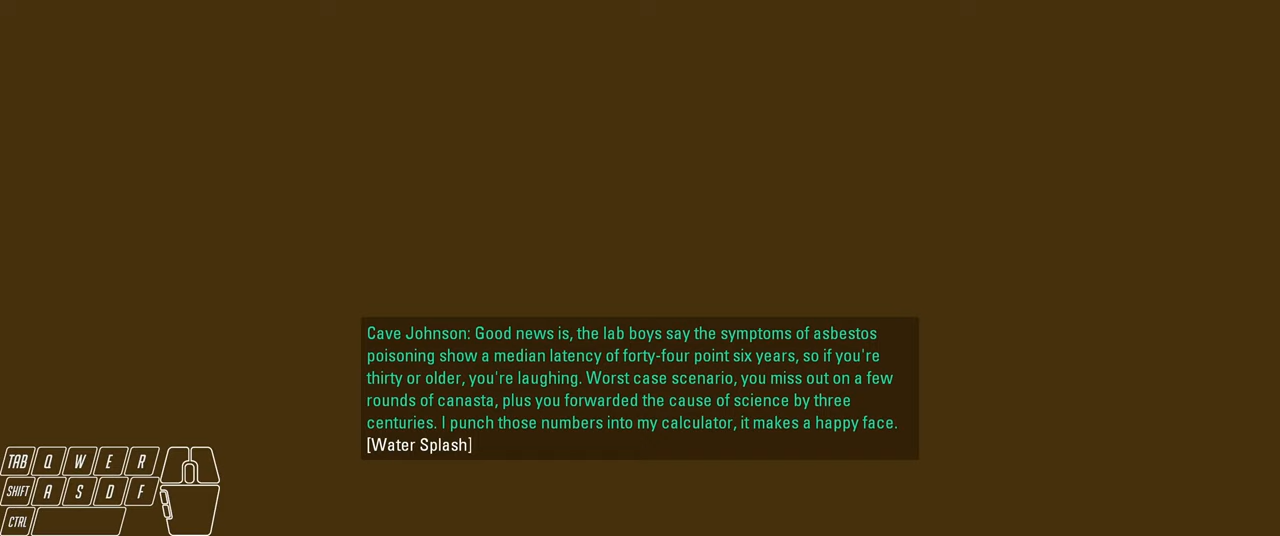 Cave Johnson: Good news is, the lab boys say the symptoms of asbestos
poisoning show a median latency of forty-four point six years, so if you're
thirty or older, you're laughing. Worst case scenario, you miss out on a few
rounds of canasta, plus you forwarded the cause of science by three
centuries. I punch those numbers into my calculator, it makes a happy face.
[Water Splash]
TAB Q W E R
SHIFT A S D F
CTRL